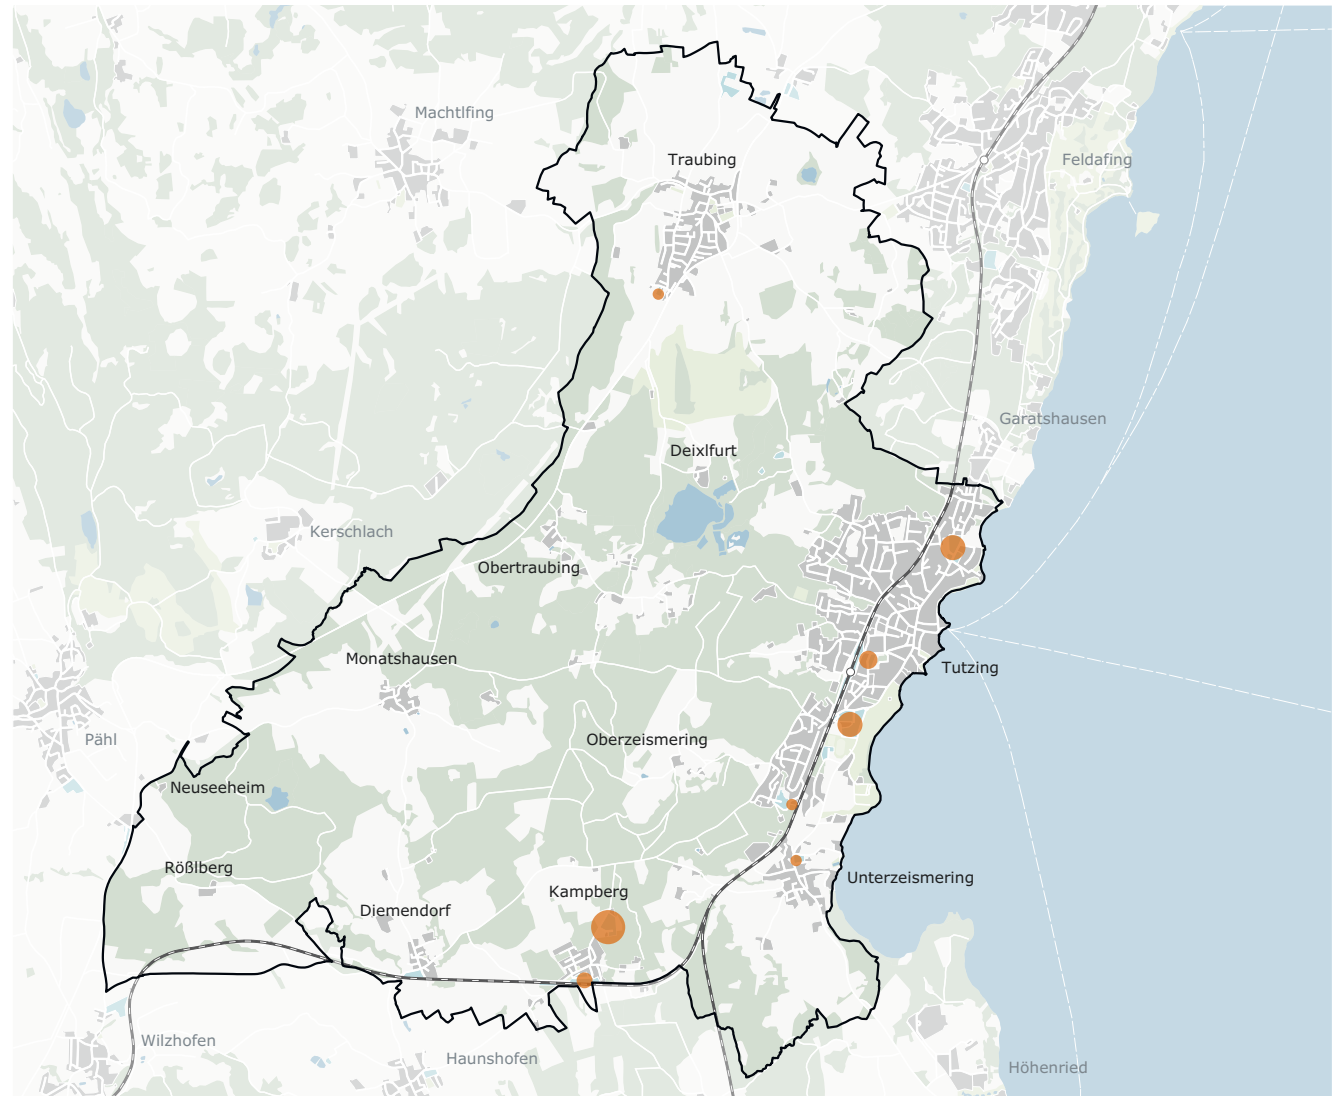 Machtlfing
Traubing
Feldafing
Garatshausen
Deixlfurt
Kerschlach
Obertraubing
Monatshausen
Tutzing
Pähl
Oberzeismering
Neuseeheim
Rößlberg
Unterzeismering
Kampberg
Diemendorf
Wilzhofen
Haunshofen
Höhenried